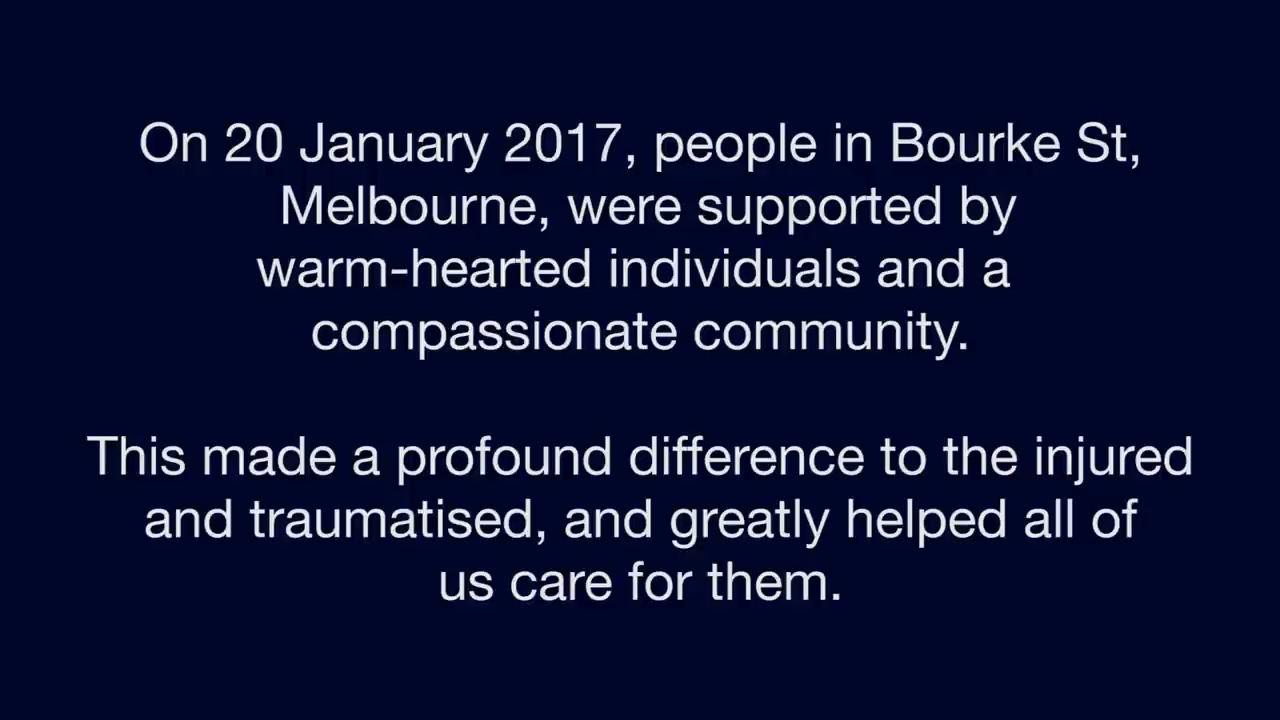 On 20 January 2017, people in Bourke St,
Melbourne, were supported by
warm-hearted individuals and a
compassionate community.
This made a profound difference to the injured
and traumatised, and greatly helped all of
us care for them.